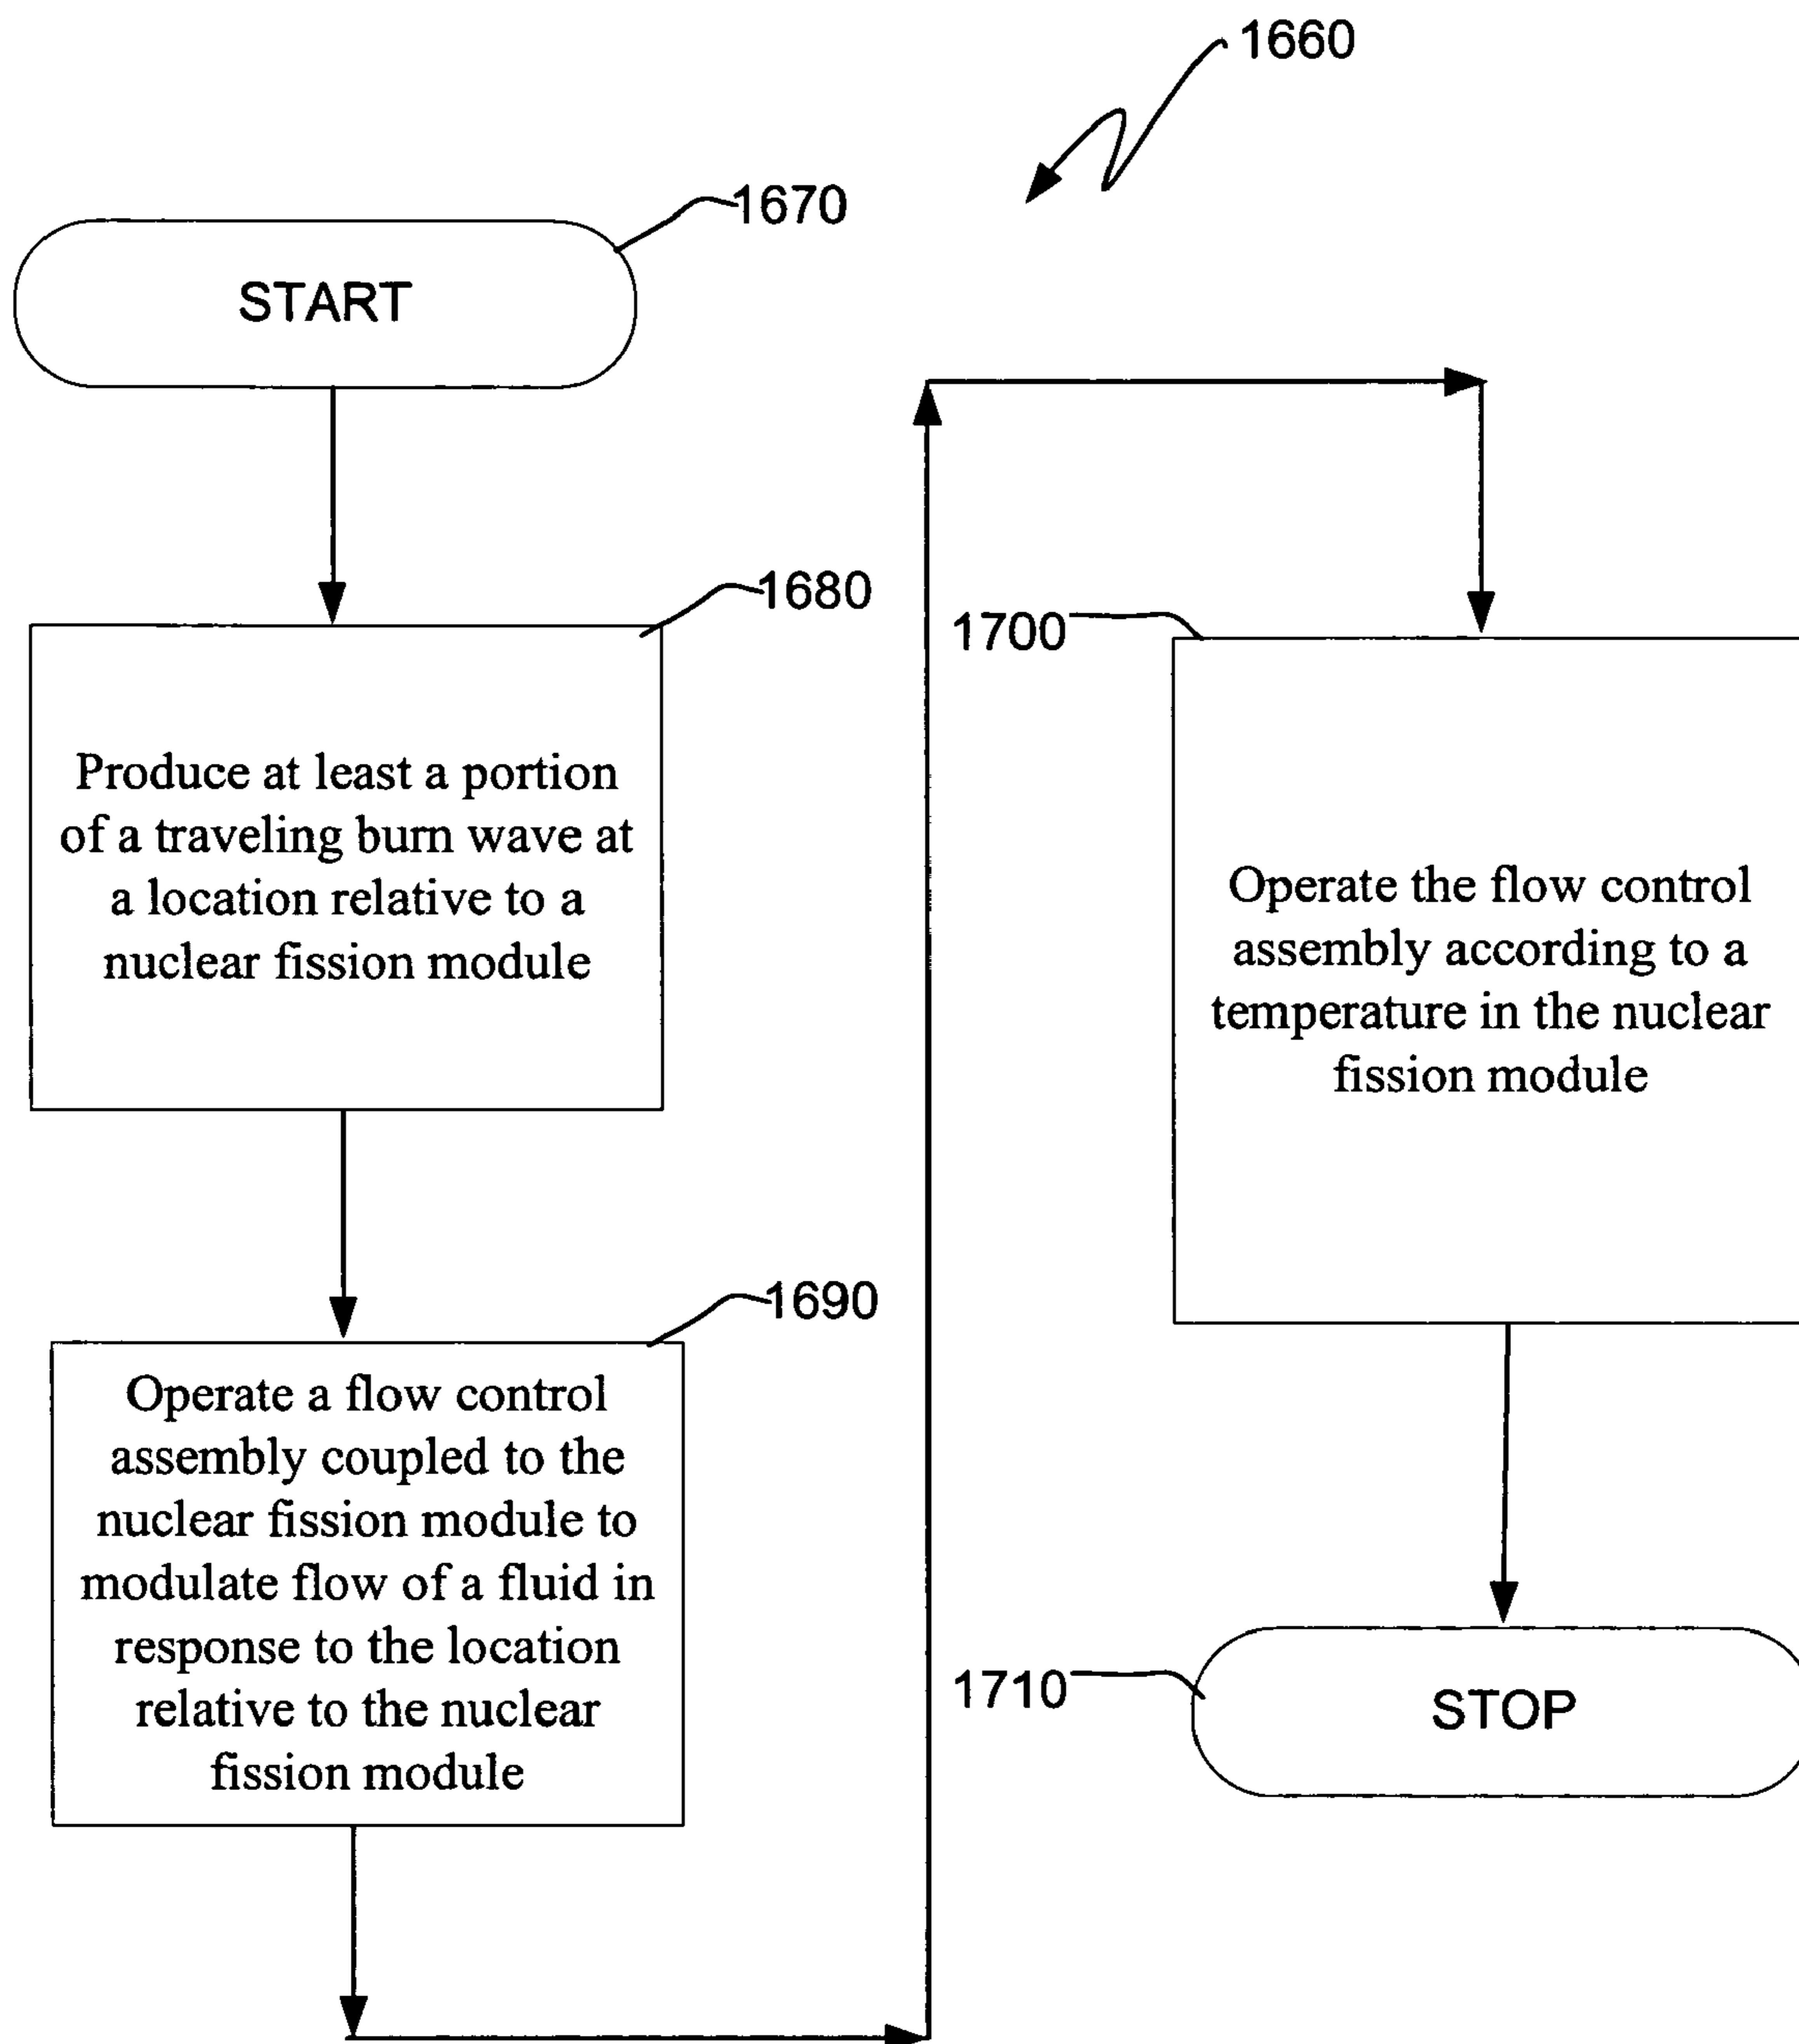 1660
1670
START
1680
Produce at least a portion
of a traveling burn wave at
a location relative to a
nuclear fission module
1690
Operate a flow control
assembly coupled to the
nuclear fission module to
modulate flow of a fluid in
response to the location
relative to the nuclear
fission module
1700
Operate the flow control
assembly according to a
temperature in the nuclear
fission module
1710
STOP